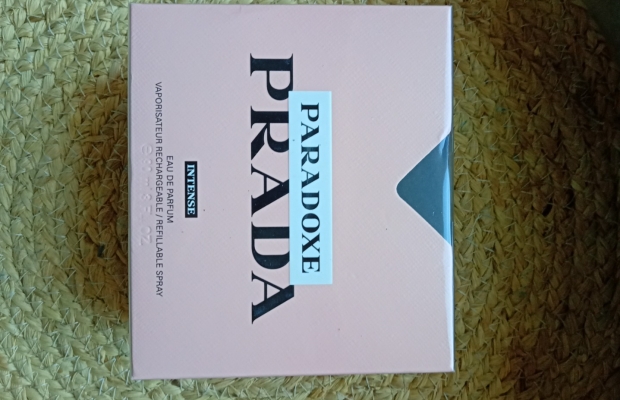 PARADOXE
PRADA
INTENSE
EAU DE PARFUM
VAPORISATEUR RECHARGEABLE / REFILLABLE SPRAY